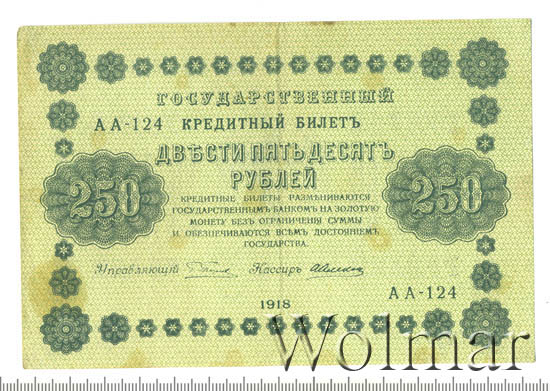 ГОСУДАРСТВЕННЫЙ
АА-124 КРЕДИТНЫЙ БИЛЕТЪ
ДВѢСТИ ПЯТЬДЕСЯТЪ
РУБЛЕЙ
250
250
КРЕДИТНЫЕ БИЛЕТЫ РАЗМѢНИВАЮТСЯ
ГОСУДАРСТВЕННЫМЪ БАНКОМЪ НА ЗОЛОТУЮ
МОНЕТУ БЕЗЪ ОГРАНИЧЕНІЯ СУММЫ
И ОБЕЗПЕЧИВАЮТСЯ ВСѢМЪ ДОСТОЯНІЕМЪ
ГОСУДАРСТВА.
Управляющій
Кассиръ
АА-124
1918
Wolmar